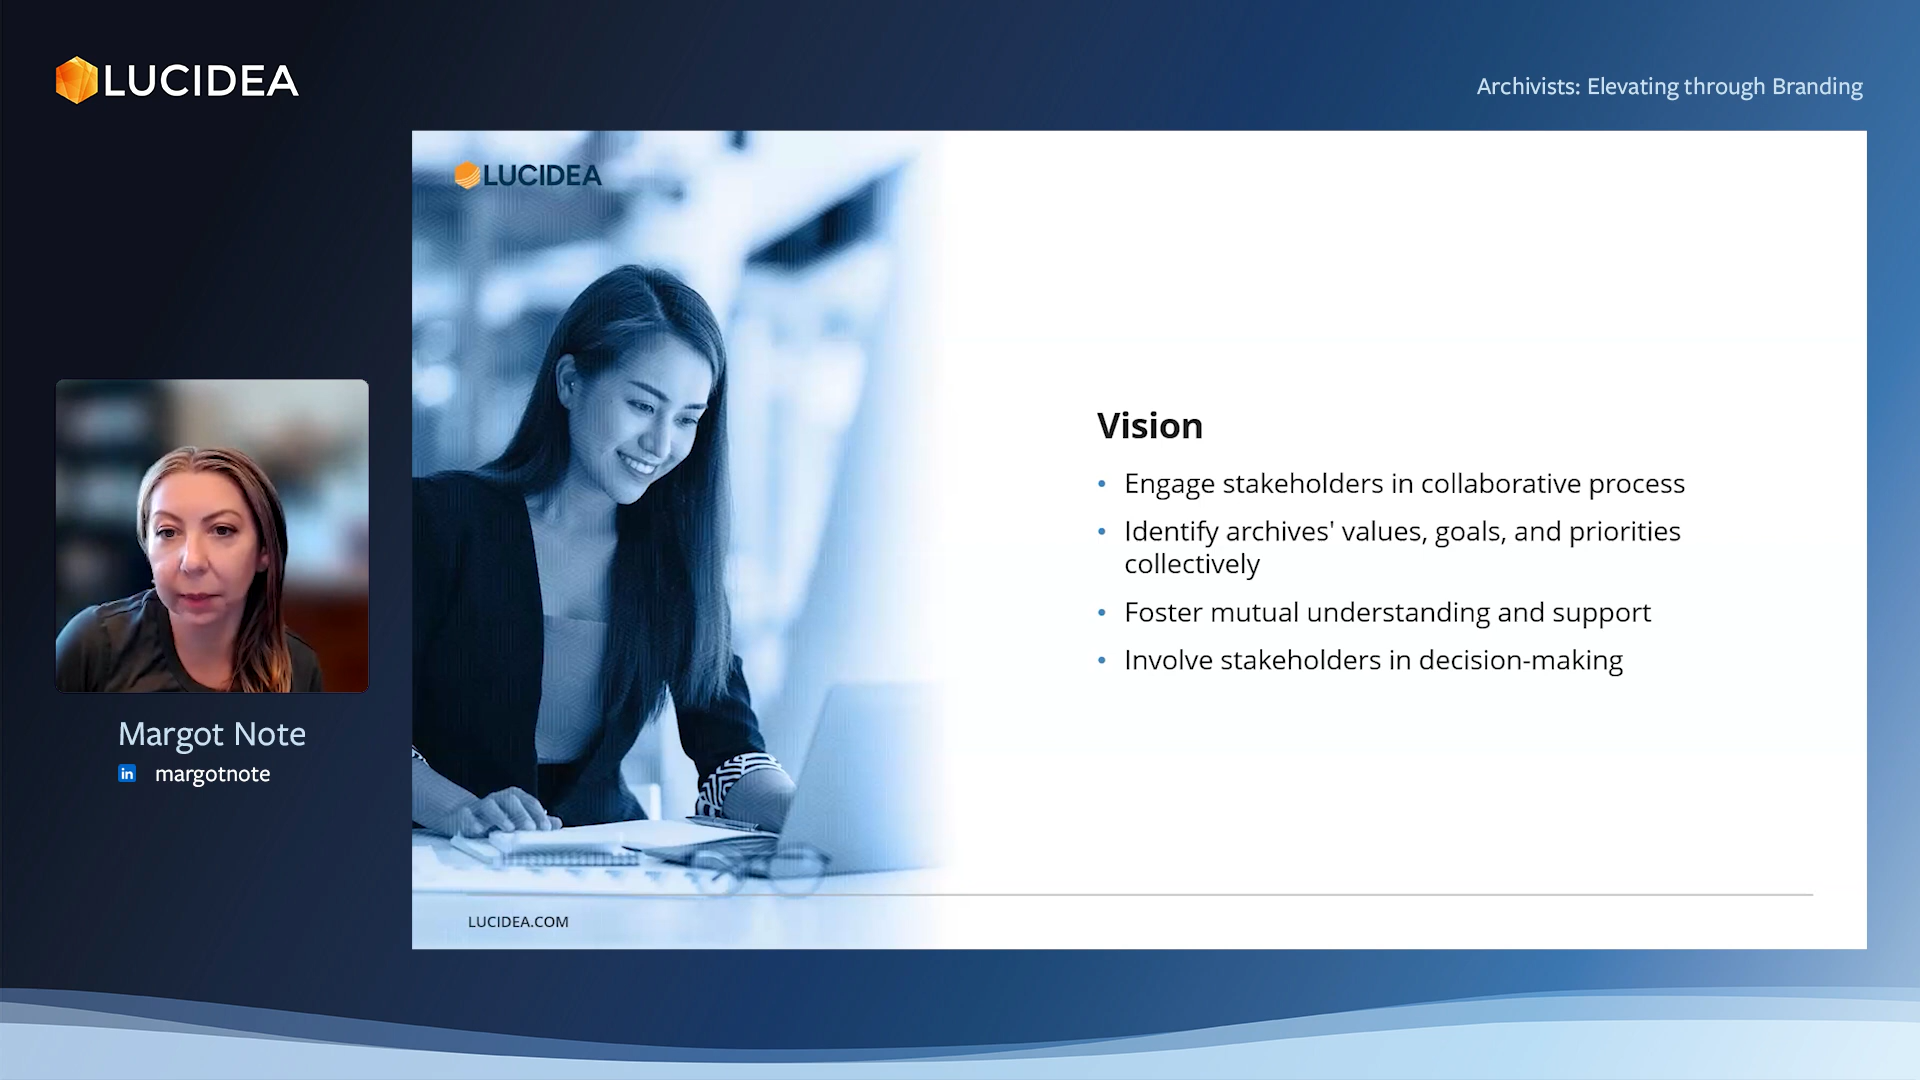 LUCIDEA
Archivists: Elevating through Branding
LUCIDEA
Vision
• Engage stakeholders in collaborative process
• Identify archives' values, goals, and priorities
collectively
• Foster mutual understanding and support
• Involve stakeholders in decision-making
Margot Note
in margotnote
LUCIDEA.COM